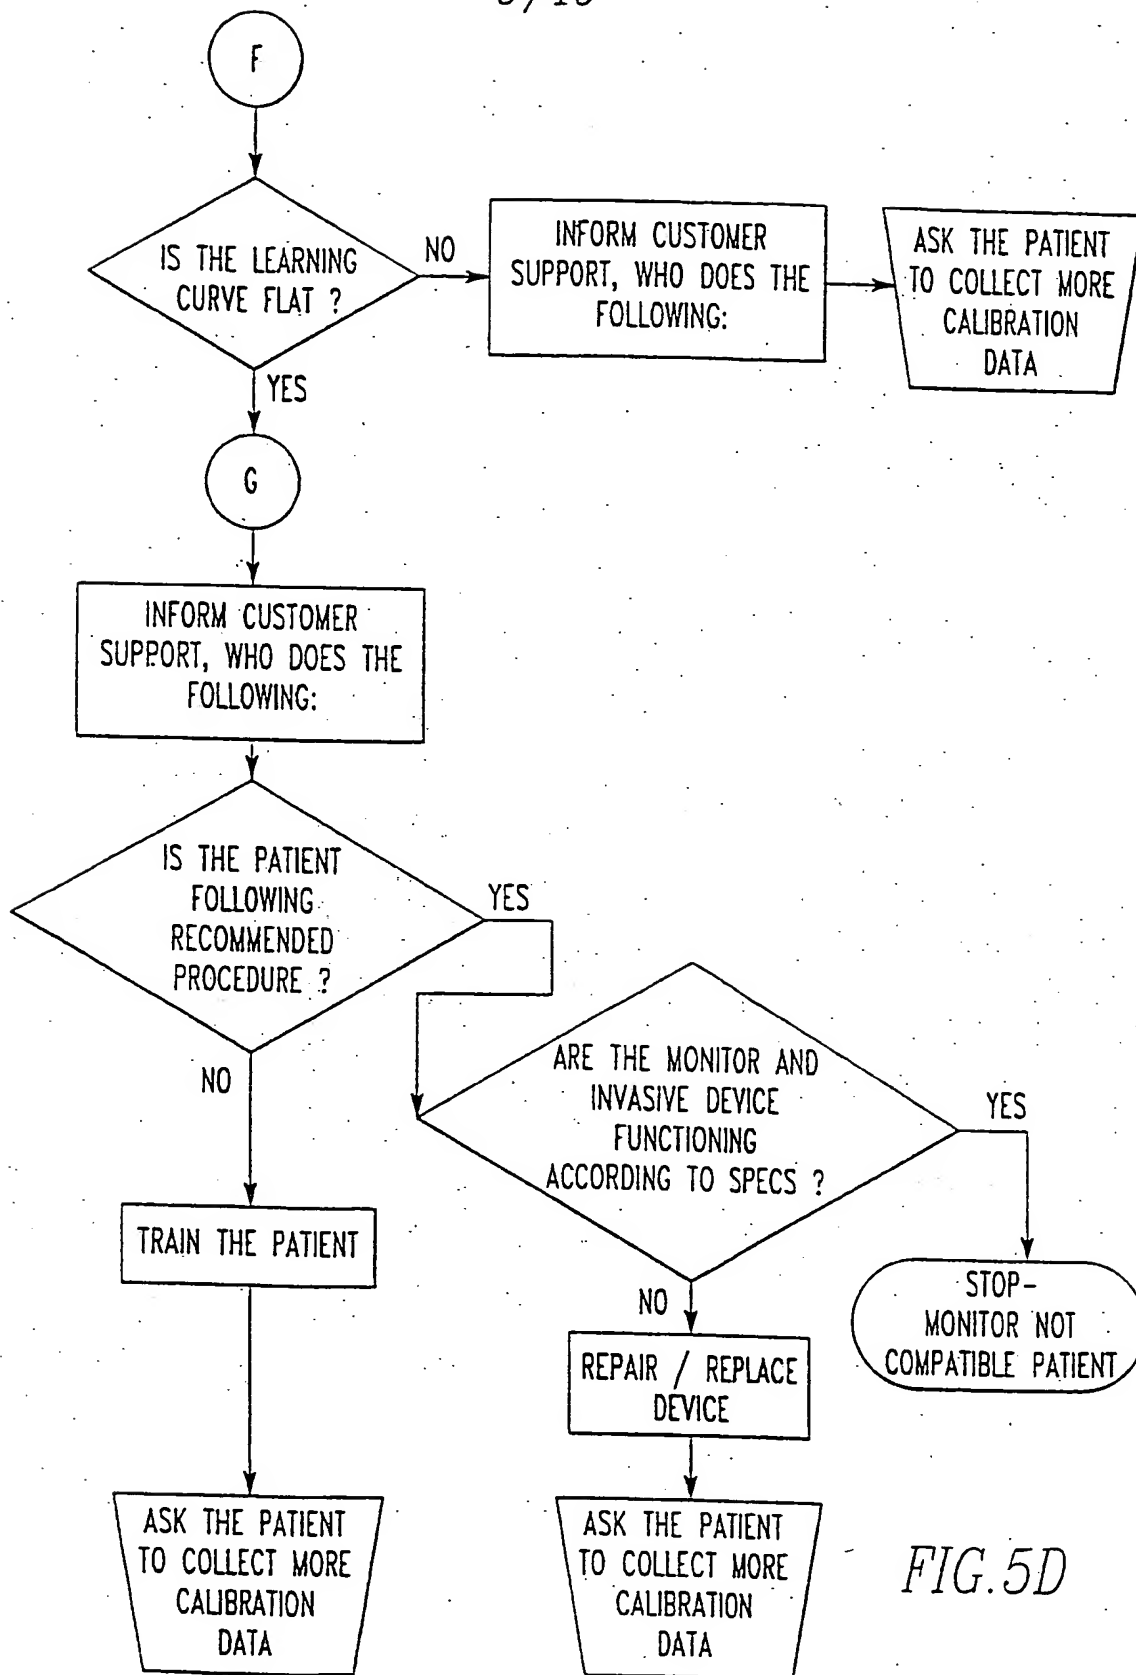 F
IS THE LEARNING
CURVE FLAT ?
NO
INFORM CUSTOMER
SUPPORT, WHO DOES THE
FOLLOWING:
ASK THE PATIENT
TO COLLECT MORE
CALIBRATION
DATA
YES
G
INFORM CUSTOMER
SUPPORT, WHO DOES THE
FOLLOWING:
IS THE PATIENT
FOLLOWING
RECOMMENDED
PROCEDURE ?
YES
NO
ARE THE MONITOR AND
INVASIVE DEVICE
FUNCTIONING
ACCORDING TO SPECS ?
YES
TRAIN THE PATIENT
NO
STOP-
MONITOR NOT
COMPATIBLE PATIENT
REPAIR / REPLACE
DEVICE
ASK THE PATIENT
TO COLLECT MORE
CALIBRATION
DATA
ASK THE PATIENT
TO COLLECT MORE
CALIBRATION
DATA
FIG.5D